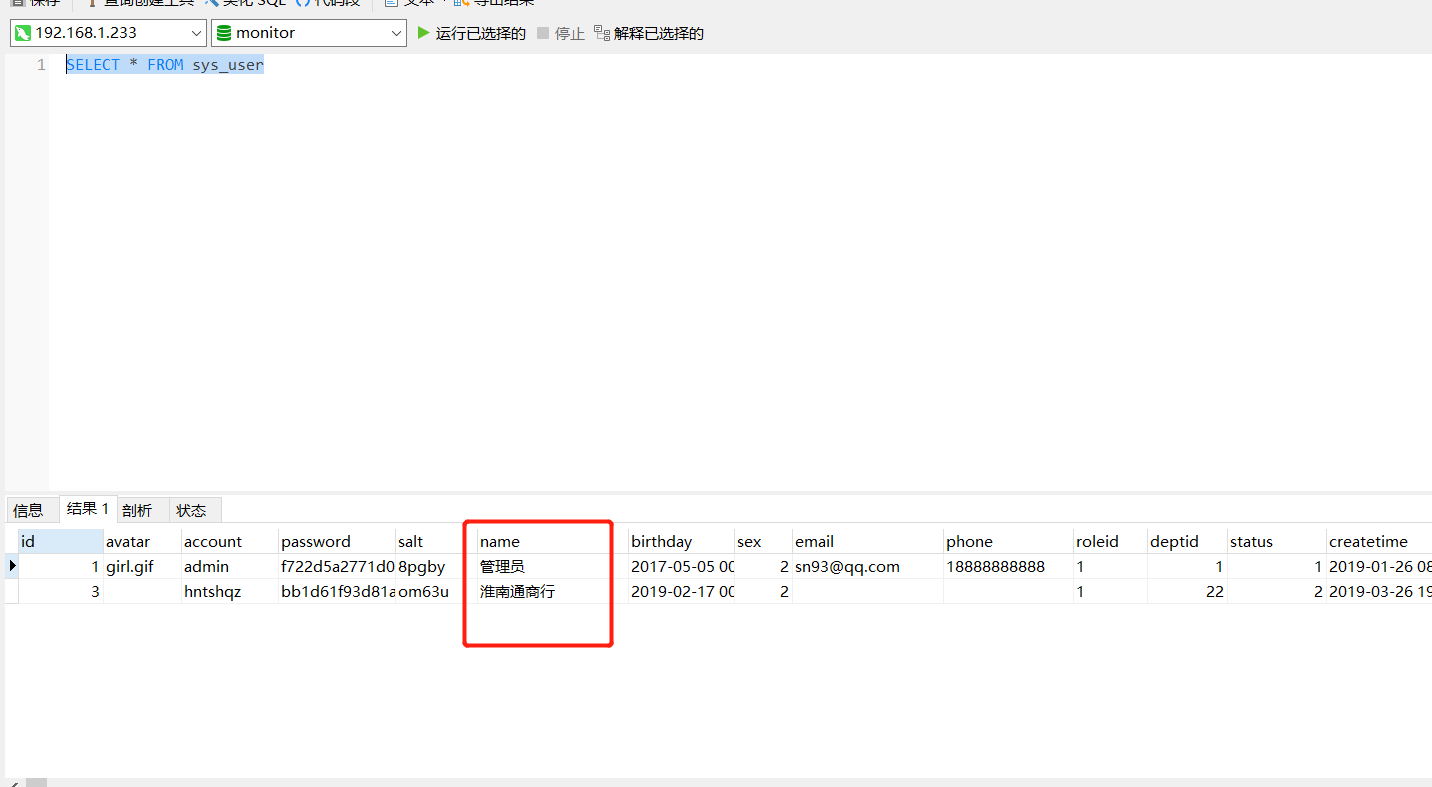 保存 查询创建工具 美化 SQL 代码段 文本 导出结果
192.168.1.233 monitor 运行已选择的 停止 解释已选择的
1 SELECT * FROM sys_user
信息 结果 1 剖析 状态
id avatar account password salt name birthday sex email phone roleid deptid status createtime
1 girl.gif admin f722d5a2771d0 8pgby 管理员 2017-05-05 00 2 sn93@qq.com 18888888888 1 1 1 2019-01-26 08
3 hntshqz bb1d61f93d81a om63u 淮南通商行 2019-02-17 00 2 1 22 2 2019-03-26 19